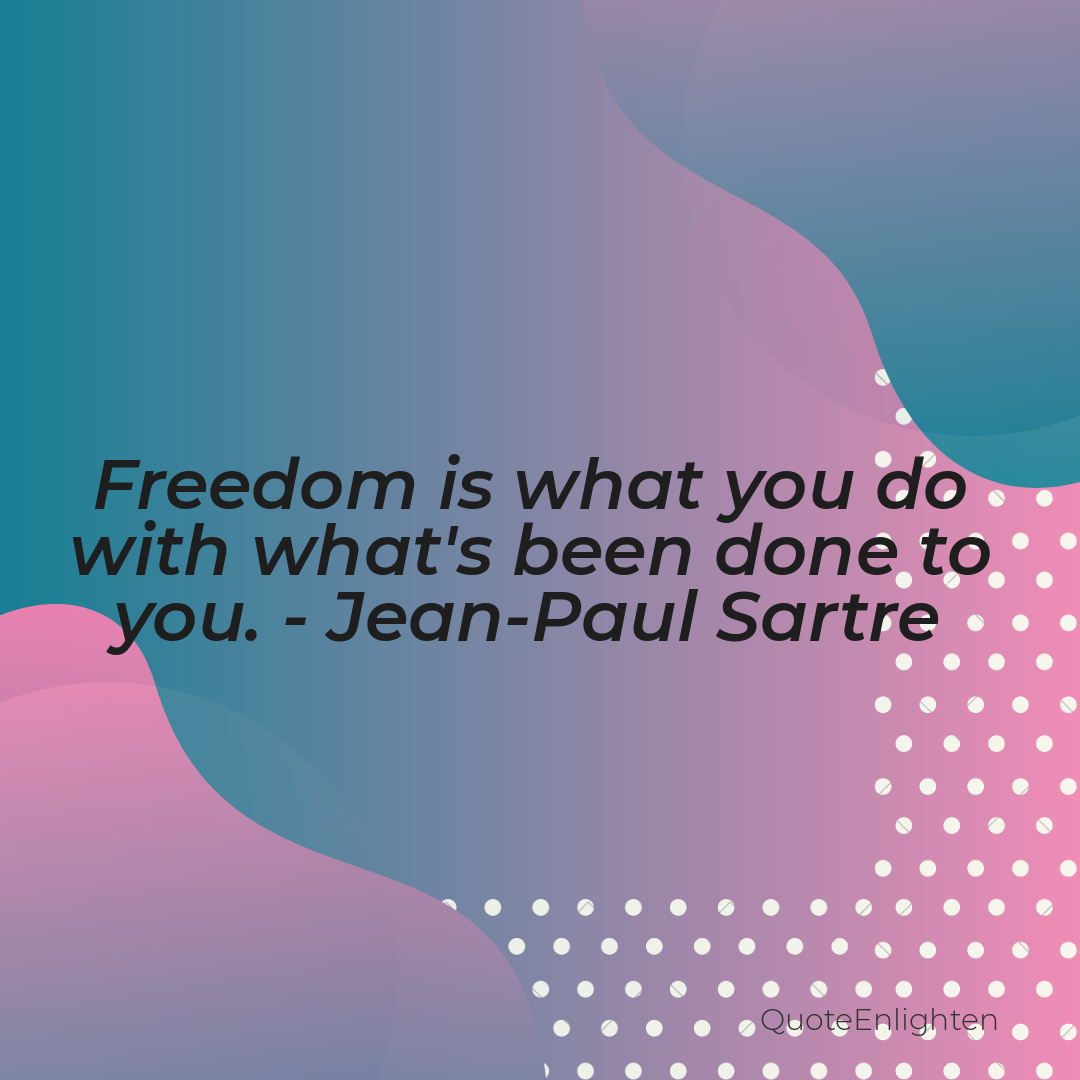 Freedom is what you do
with what's been done to
you. - Jean-Paul Sartre
QuoteEnlighten